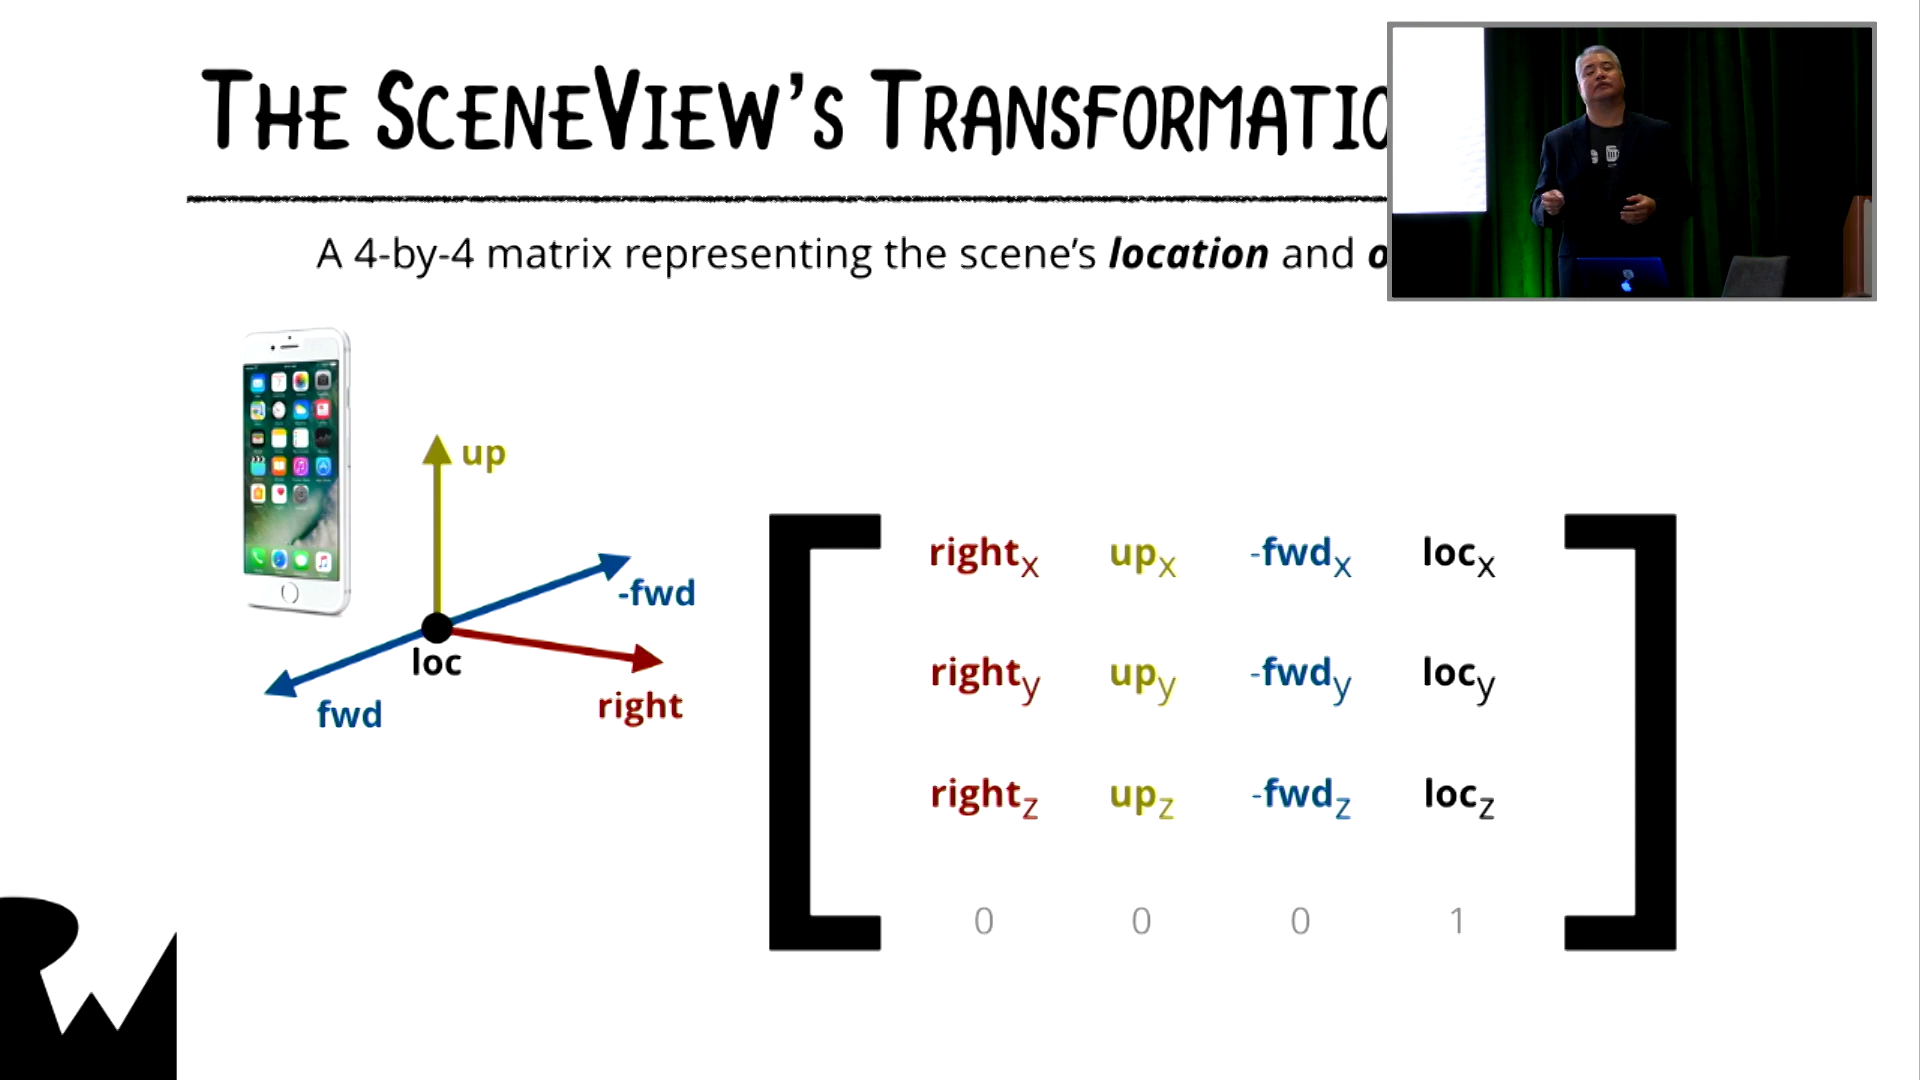 THE SCENEVIEW'S TRANSFORMATIO
A 4-by-4 matrix representing the scene's location and o
up
-fwd
loc
fwd
right
rightx upx -fwdx locx
righty upy -fwdy locy
rightz upz -fwdz locz
0 0 0 1